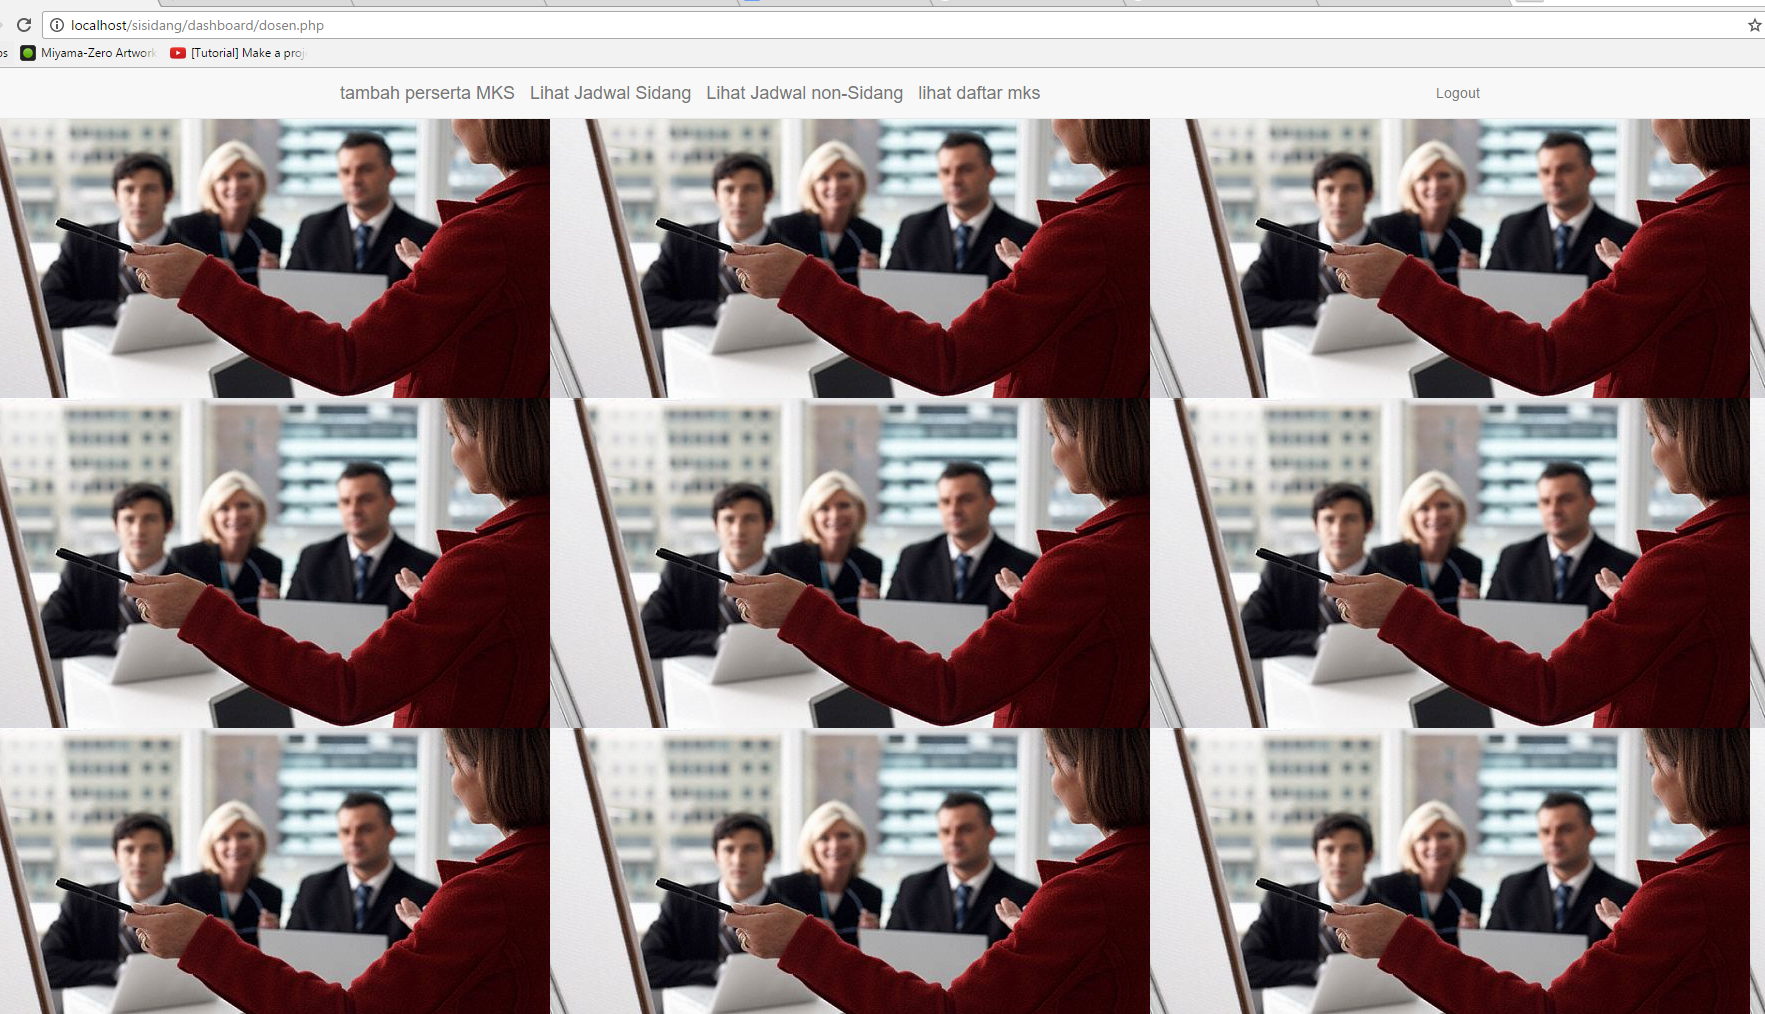 localhost/sisidang/dashboard/dosen.php
Miyama-Zero Artwork [Tutorial] Make a proj
tambah perserta MKS Lihat Jadwal Sidang Lihat Jadwal non-Sidang lihat daftar mks Logout